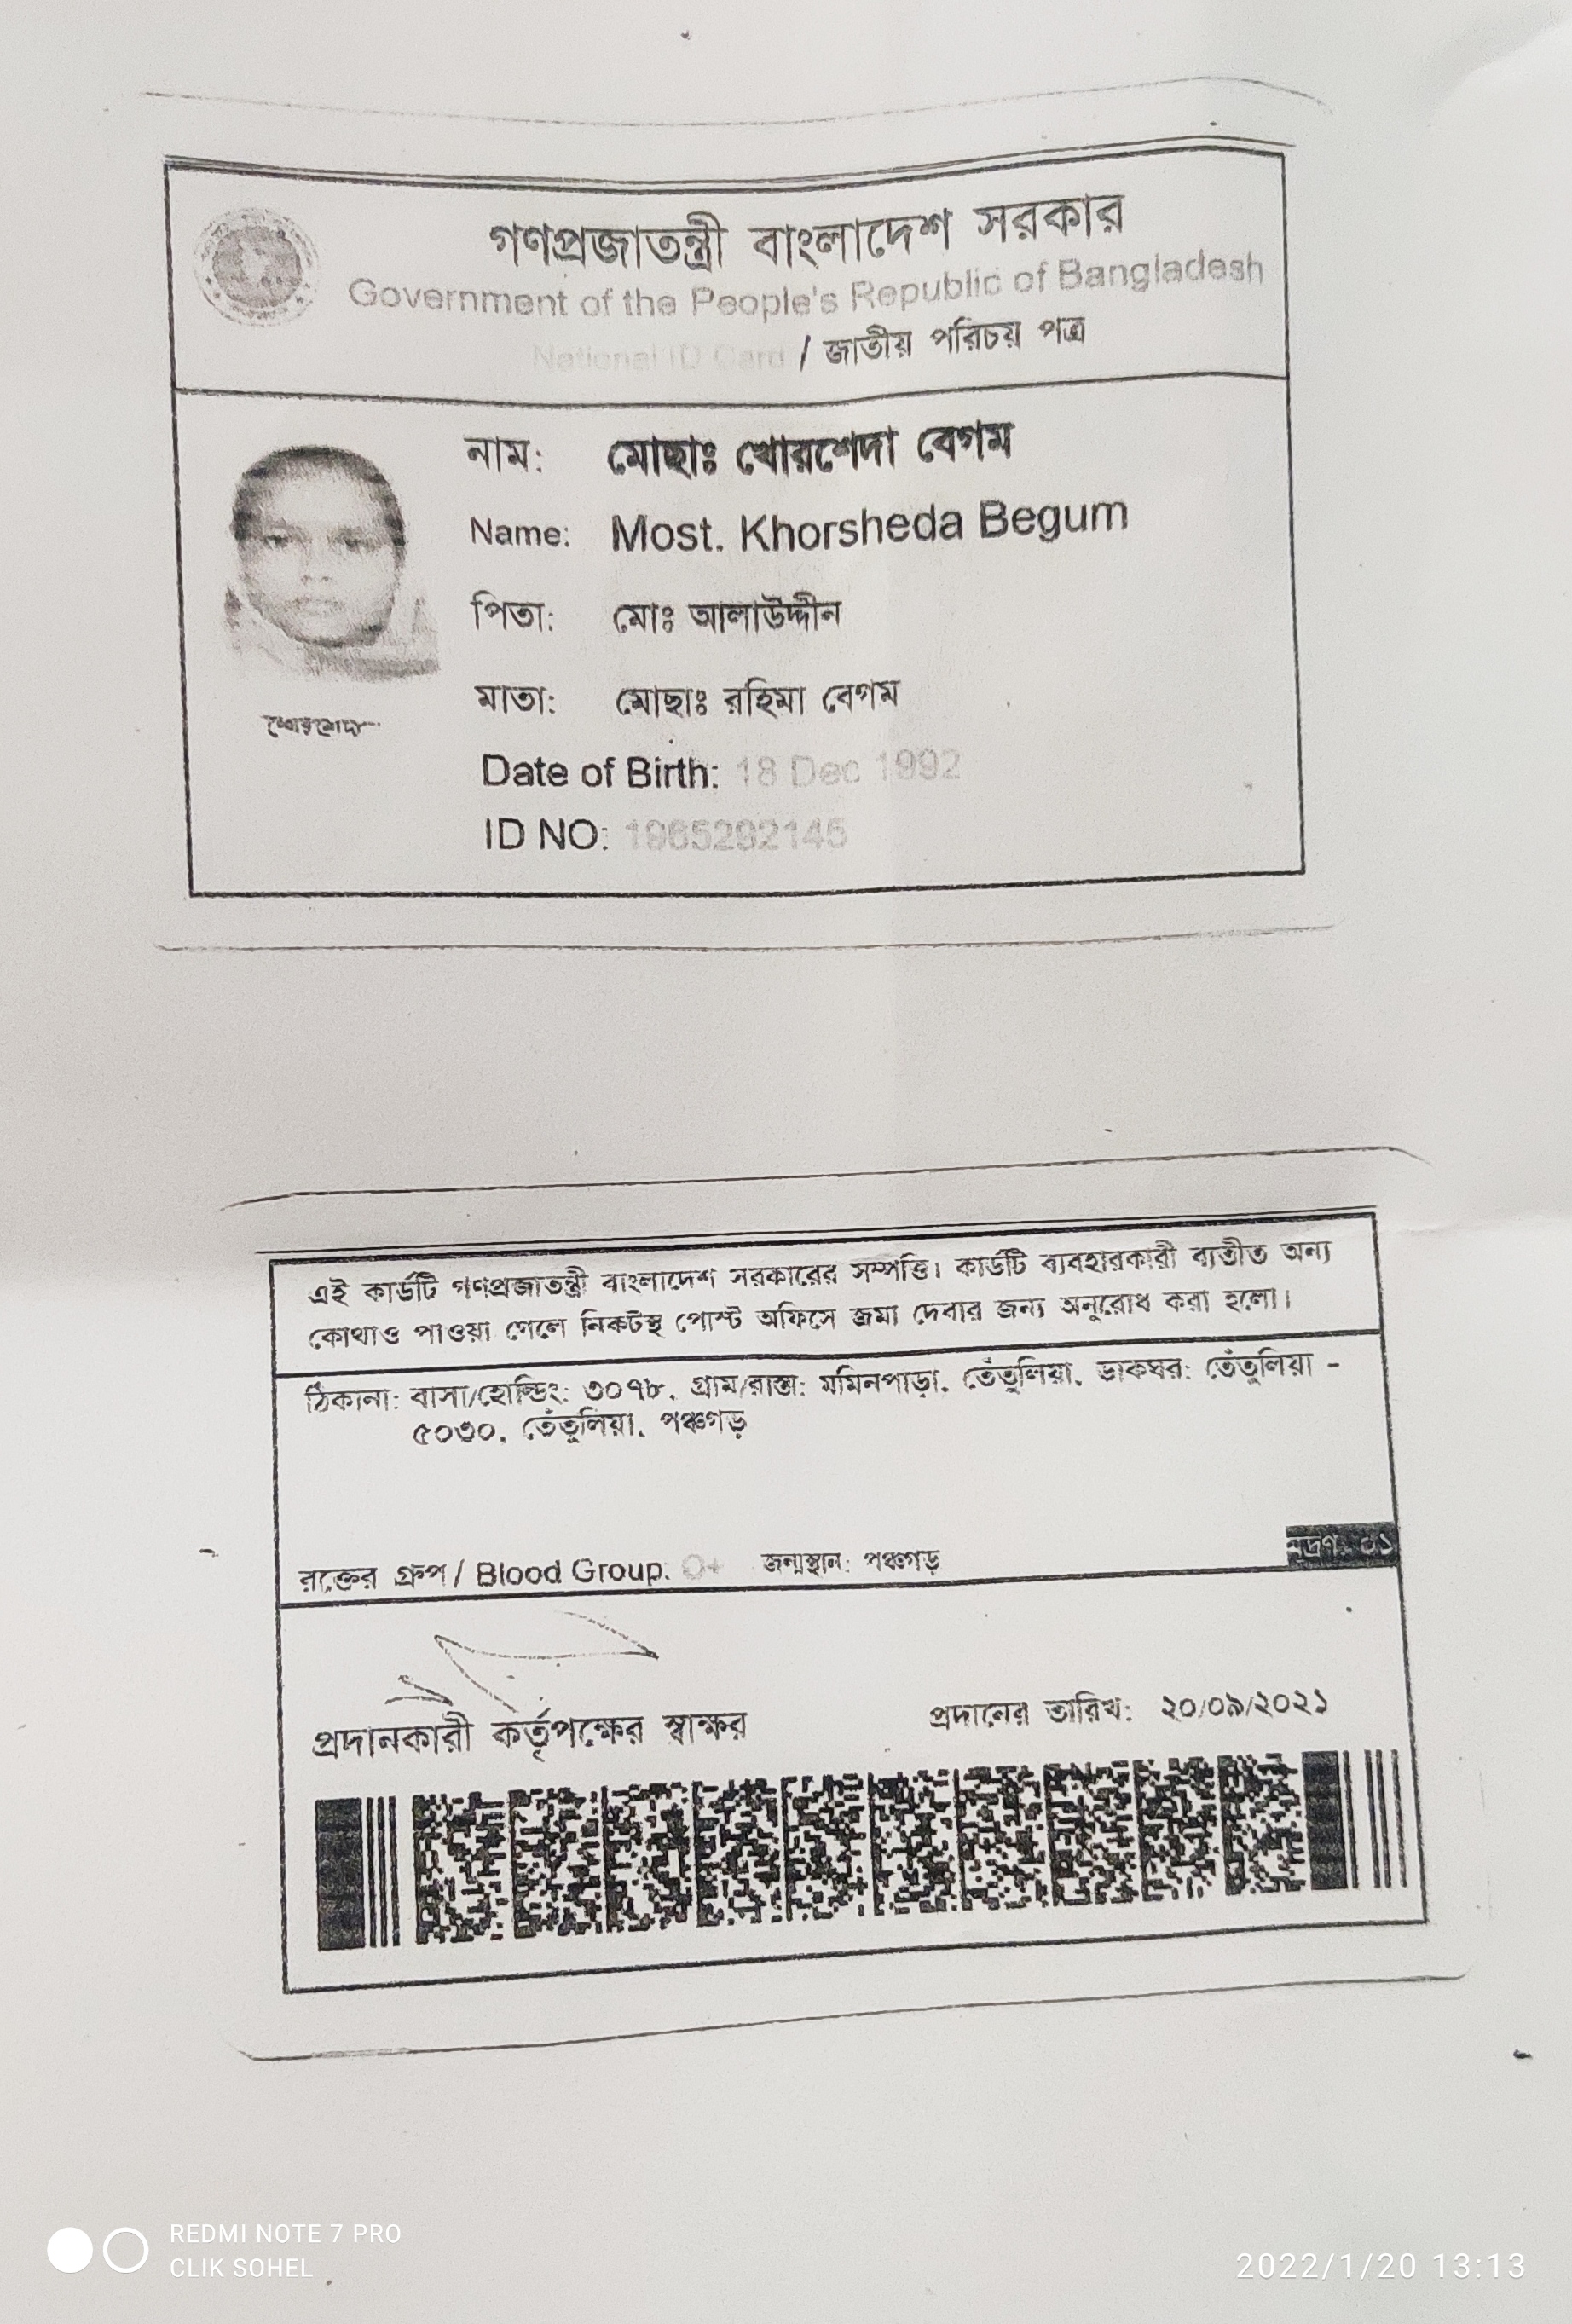 গণপ্রজাতন্ত্রী বাংলাদেশ সরকার
Government of the People's Republic of Bangladesh
National ID Card / জাতীয় পরিচয় পত্র
নাম: মোছাঃ খোরশেদা বেগম
Name: Most. Khorsheda Begum
পিতা: মোঃ আলাউদ্দীন
মাতা: মোছাঃ রহিমা বেগম
খোরশেদা
Date of Birth: 18 Dec 1992
ID NO: 1965292145
এই কার্ডটি গণপ্রজাতন্ত্রী বাংলাদেশ সরকারের সম্পত্তি। কার্ডটি ব্যবহারকারী ব্যতীত অন্য
কোথাও পাওয়া গেলে নিকটস্থ পোস্ট অফিসে জমা দেবার জন্য অনুরোধ করা হলো।
ঠিকানা: বাসা/হোল্ডিং: ৩০৭৮, গ্রাম/রাস্তা: মমিনপাড়া, তেঁতুলিয়া, ডাকঘর: তেঁতুলিয়া -
৫০৩০, তেঁতুলিয়া, পঞ্চগড়
রক্তের গ্রুপ / Blood Group: O+ জন্মস্থান: পঞ্চগড় মুদ্রণ: ০১
প্রদানকারী কর্তৃপক্ষের স্বাক্ষর প্রদানের তারিখ: ২০/০৯/২০২১
REDMI NOTE 7 PRO
CLIK SOHEL
2022/1/20 13:13